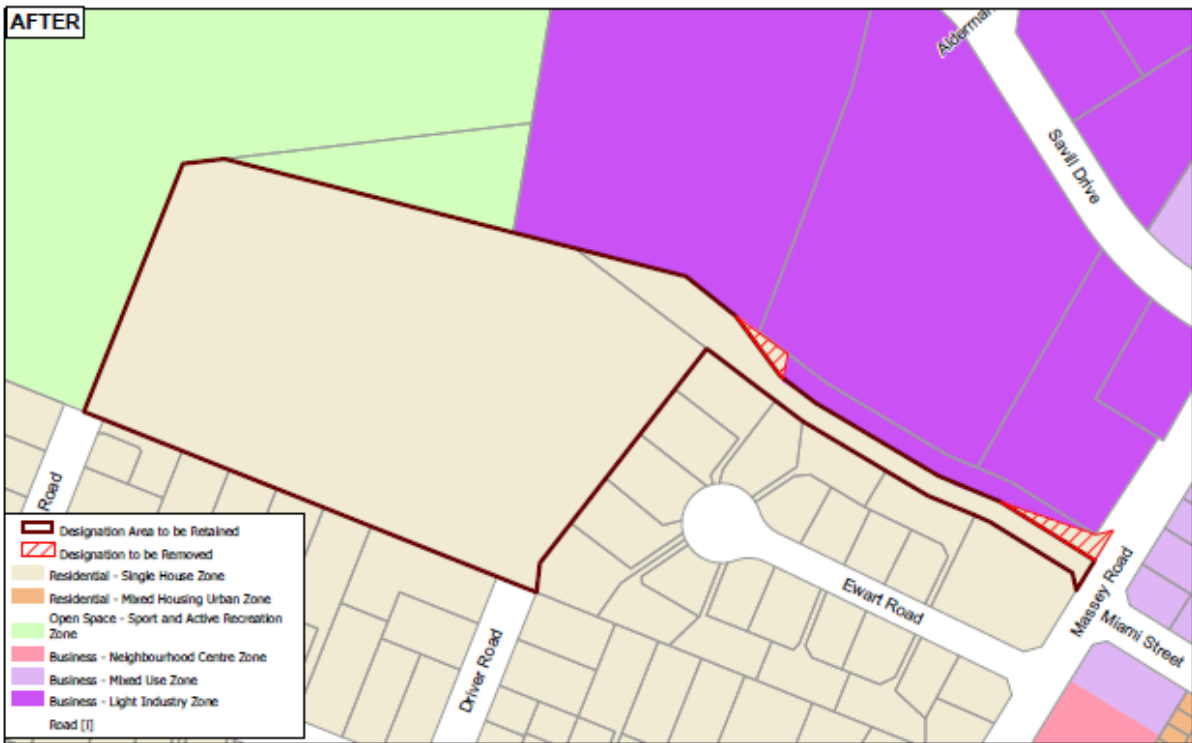 AFTER
Alderman
Savill Drive
Road
Designation Area to be Retained
Designation to be Removed
Residential - Single House Zone
Residential - Mixed Housing Urban Zone
Open Space - Sport and Active Recreation
Zone
Business - Neighbourhood Centre Zone
Business - Mixed Use Zone
Business - Light Industry Zone
Road [i]
Driver Road
Ewart Road
Massey Road
Miami Street